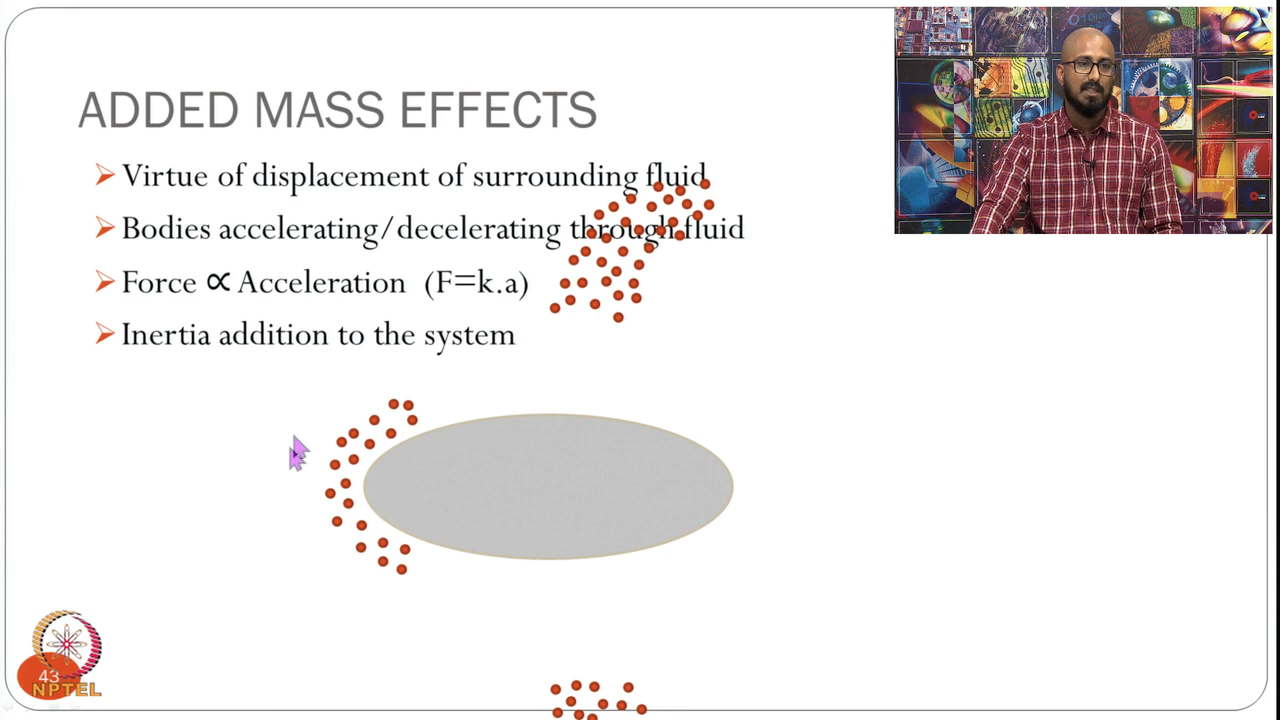 ADDED MASS EFFECTS
Virtue of displacement of surrounding fluid
Bodies accelerating/decelerating through fluid
Force ∝ Acceleration (F=k.a)
Inertia addition to the system
43
NPTEL